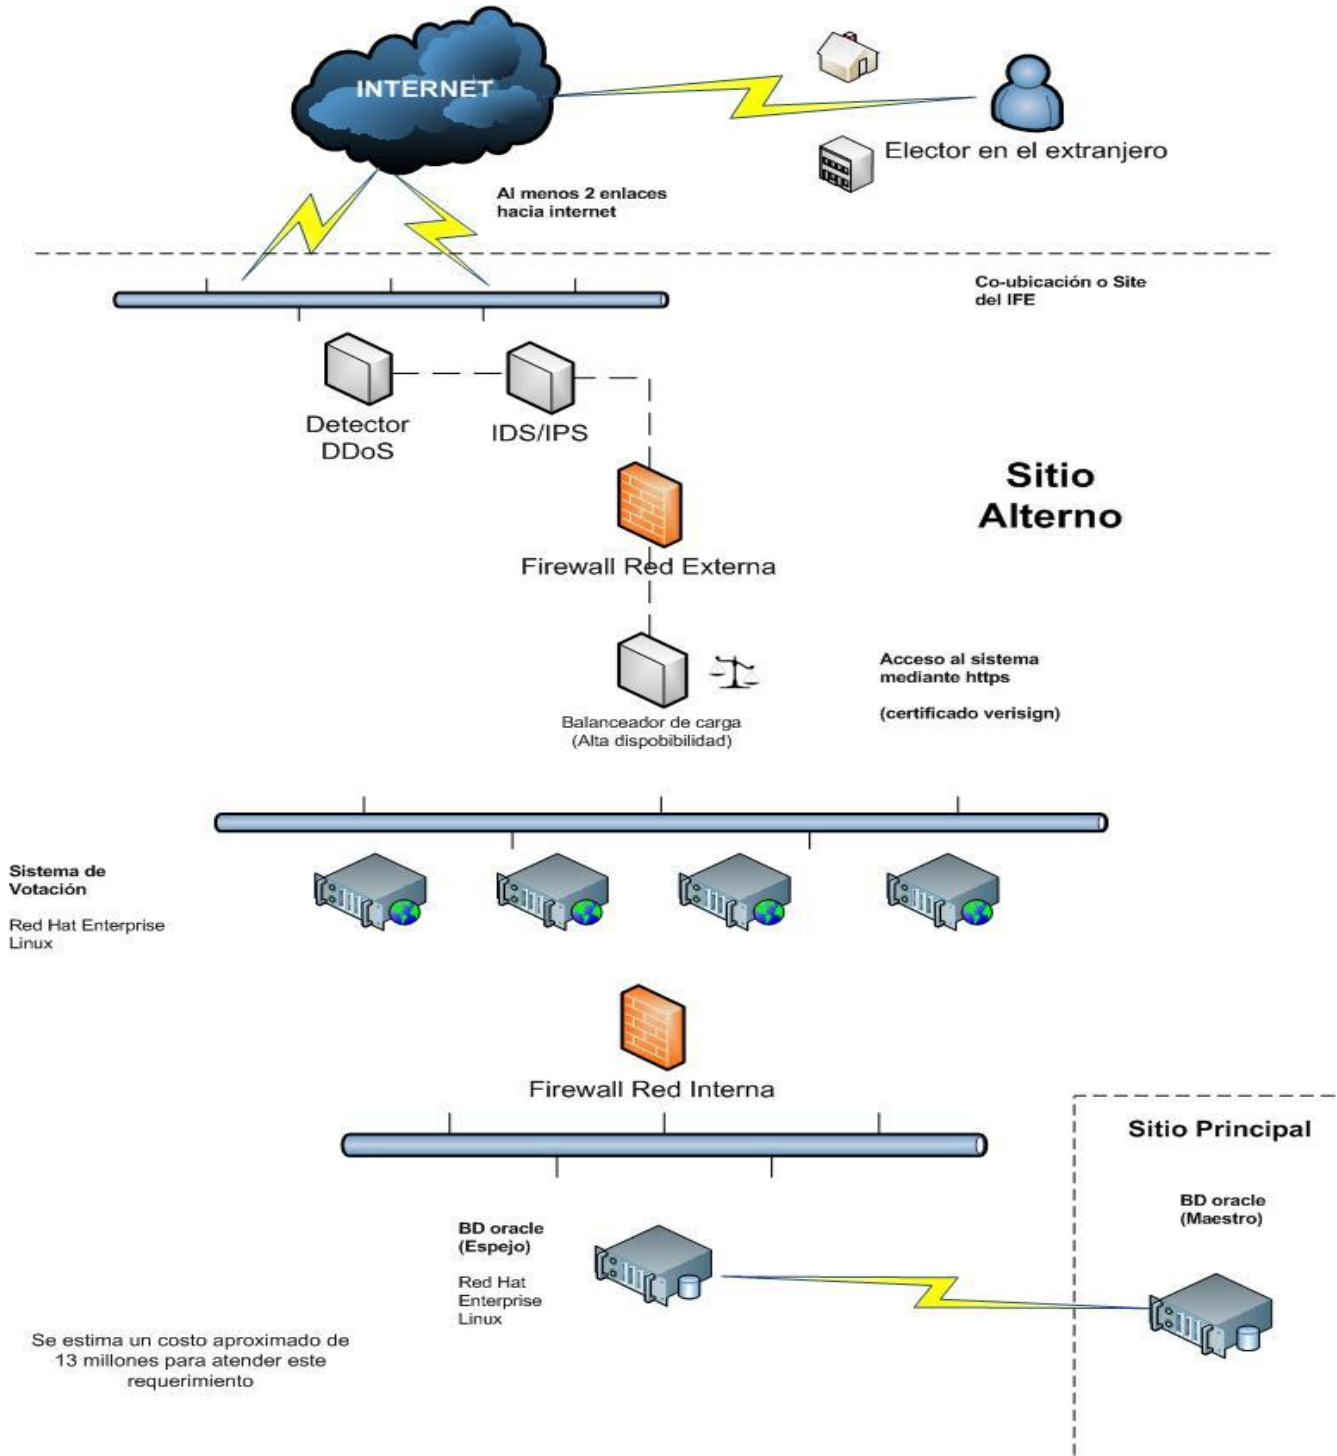 INTERNET
Elector en el extranjero
Al menos 2 enlaces
hacia internet
Co-ubicación o Site
del IFE
Detector
DDoS
IDS/IPS
Sitio
Alterno
Firewall Red Externa
Acceso al sistema
mediante https
(certificado verisign)
Balanceador de carga
(Alta dispobibilidad)
Sistema de
Votación
Red Hat Enterprise
Linux
Firewall Red Interna
Sitio Principal
BD oracle
(Maestro)
BD oracle
(Espejo)
Red Hat
Enterprise
Linux
Se estima un costo aproximado de
13 millones para atender este
requerimiento